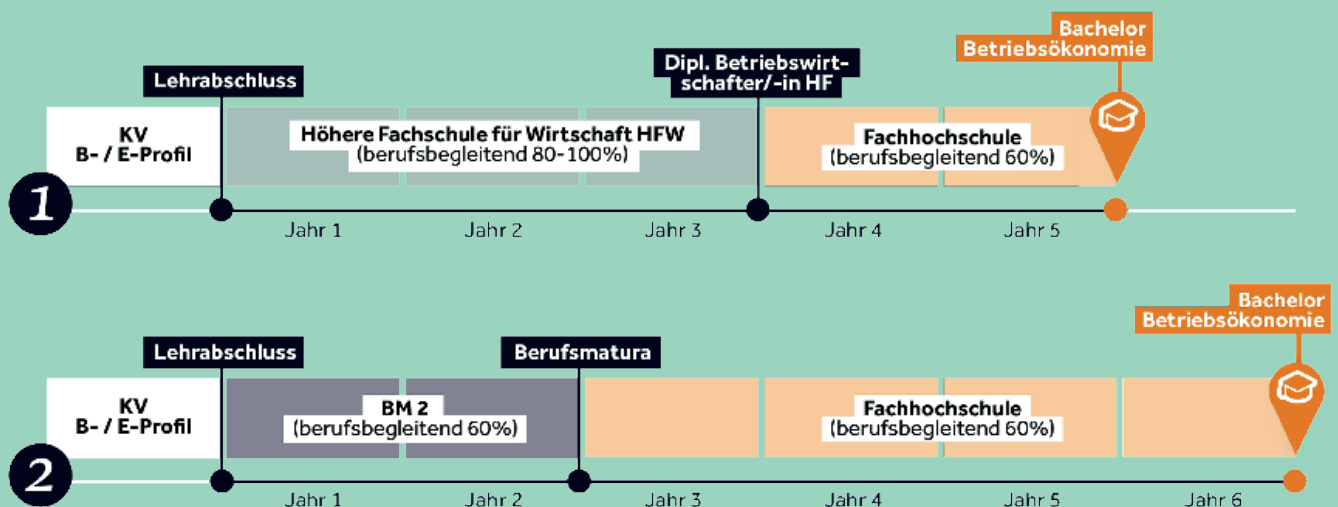 Bachelor
Betriebsökonomie
Lehrabschluss
Dipl. Betriebswirt-
schafter/-in HF
KV
B- / E-Profil
Höhere Fachschule für Wirtschaft HFW
(berufsbegleitend 80-100%)
Fachhochschule
(berufsbegleitend 60%)
1
Jahr 1
Jahr 2
Jahr 3
Jahr 4
Jahr 5
Bachelor
Betriebsökonomie
Lehrabschluss
Berufsmatura
KV
B- / E-Profil
BM 2
(berufsbegleitend 60%)
Fachhochschule
(berufsbegleitend 60%)
2
Jahr 1
Jahr 2
Jahr 3
Jahr 4
Jahr 5
Jahr 6